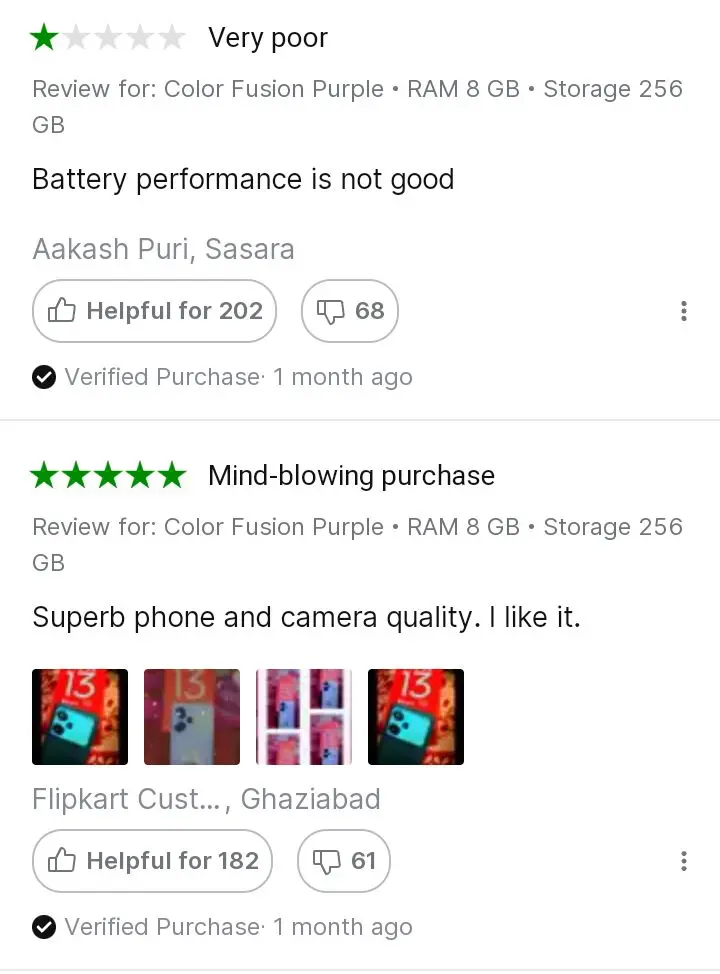 Very poor
Review for: Color Fusion Purple • RAM 8 GB • Storage 256
GB
Battery performance is not good
Aakash Puri, Sasara
Helpful for 202 68
Verified Purchase· 1 month ago
Mind-blowing purchase
Review for: Color Fusion Purple • RAM 8 GB • Storage 256
GB
Superb phone and camera quality. I like it.
13 13 13
Flipkart Cust..., Ghaziabad
Helpful for 182 61
Verified Purchase· 1 month ago